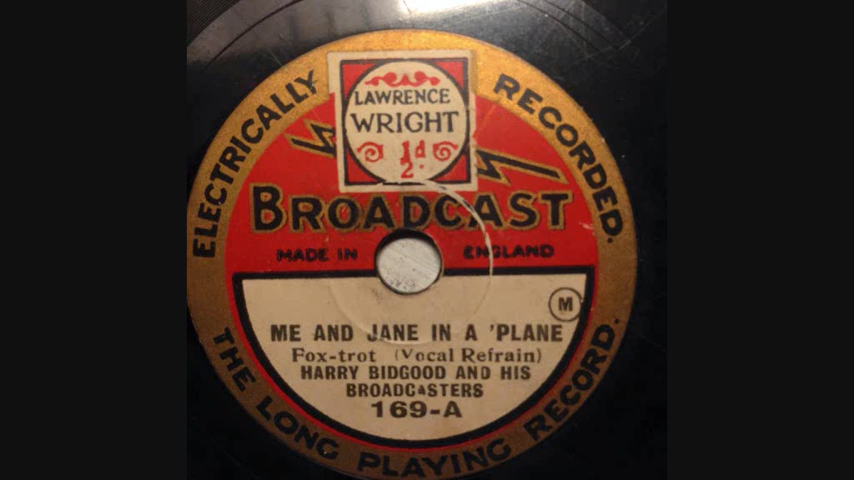 ELECTRICALLY RECORDED.
LAWRENCE
WRIGHT
½d.
BROADCAST
MADE IN ENGLAND
M
ME AND JANE IN A 'PLANE
Fox-trot (Vocal Refrain)
HARRY BIDGOOD AND HIS
BROADCASTERS
169-A
THE LONG PLAYING RECORD.